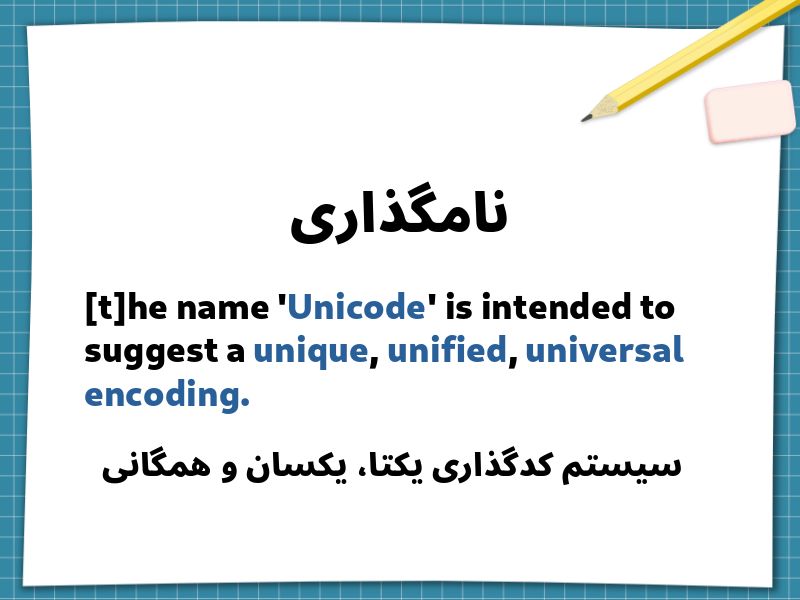 نامگذاری
[t]he name 'Unicode' is intended to
suggest a unique, unified, universal
encoding.
سیستم کدگذاری یکتا، یکسان و همگانی